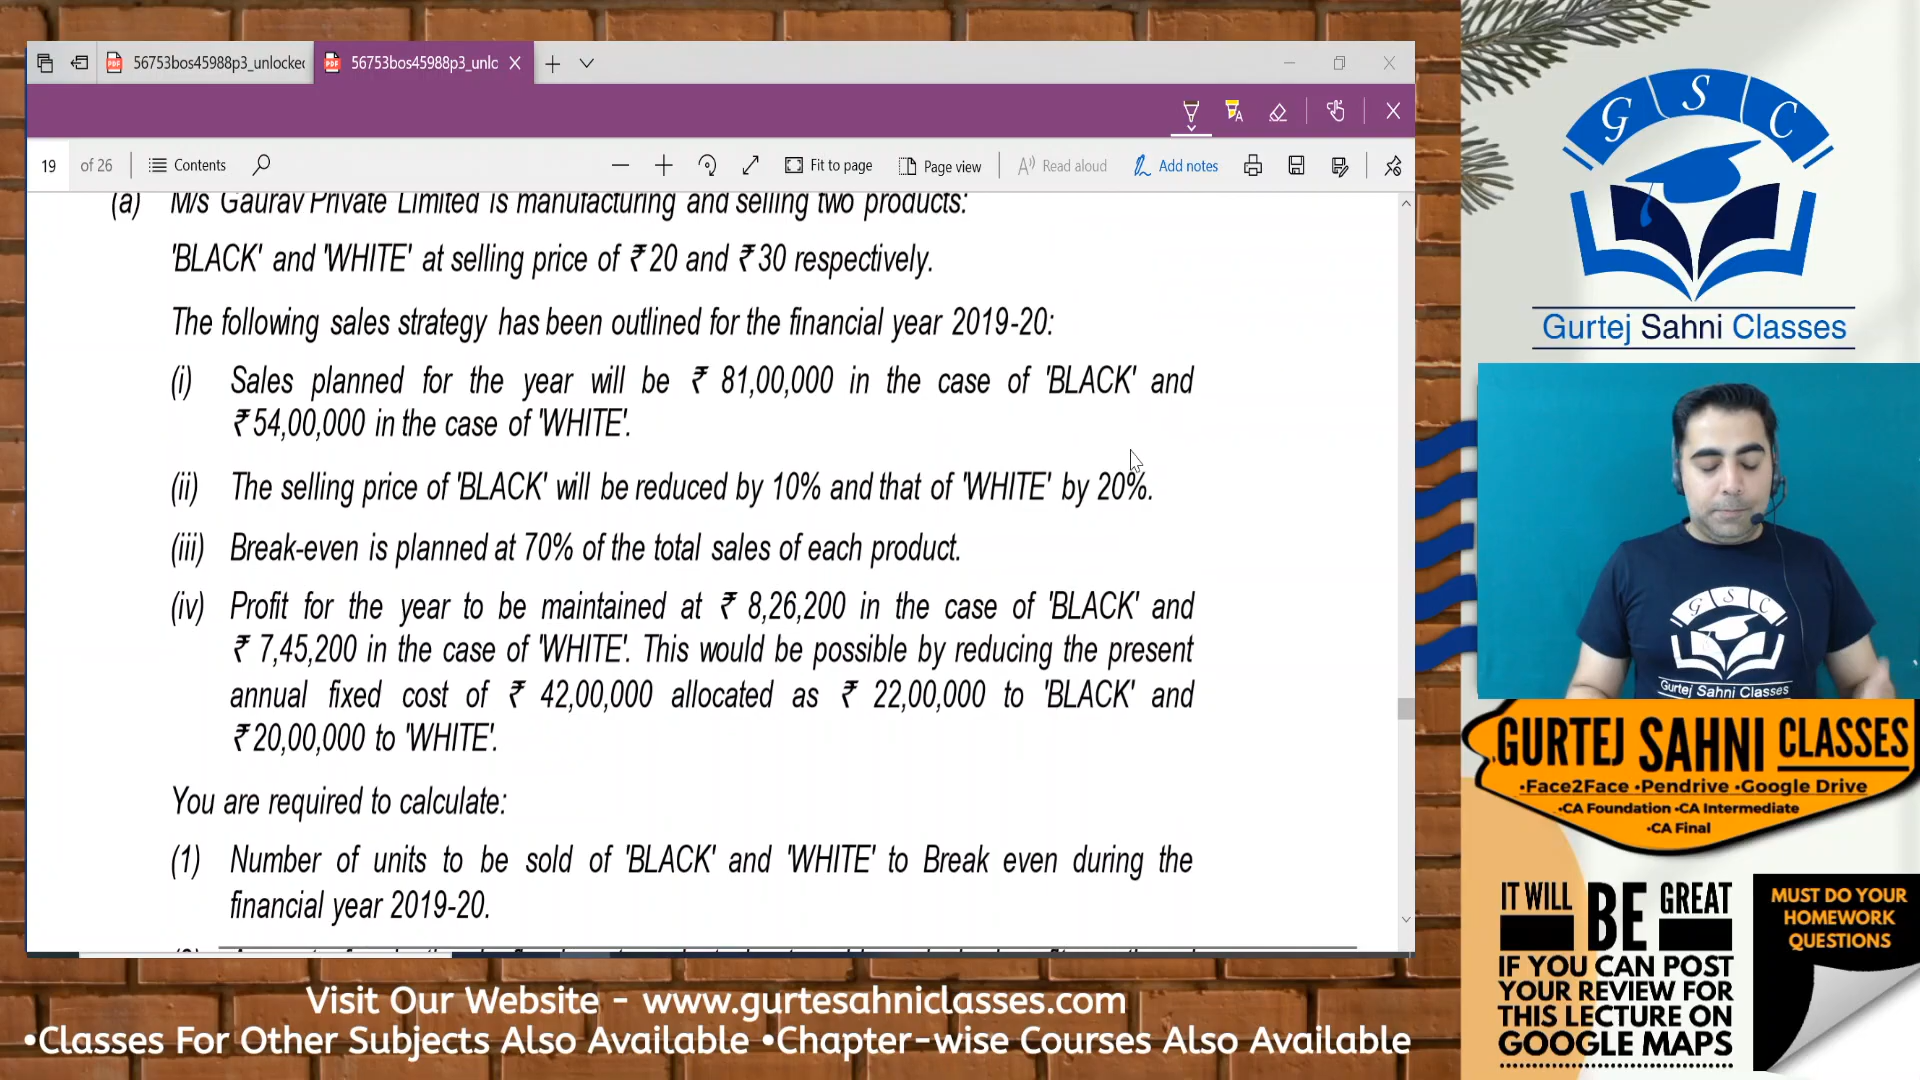 56753bos45988p3_unlocked
56753bos45988p3_unlc
19 of 26
Contents
Fit to page
Page view
Read aloud
Add notes
(a) M/s Gaurav Private Limited is manufacturing and selling two products:
'BLACK' and 'WHITE' at selling price of ₹ 20 and ₹ 30 respectively.
The following sales strategy has been outlined for the financial year 2019-20:
(i) Sales planned for the year will be ₹ 81,00,000 in the case of 'BLACK' and
₹ 54,00,000 in the case of 'WHITE'.
(ii) The selling price of 'BLACK' will be reduced by 10% and that of 'WHITE' by 20%.
(iii) Break-even is planned at 70% of the total sales of each product.
(iv) Profit for the year to be maintained at ₹ 8,26,200 in the case of 'BLACK' and
₹ 7,45,200 in the case of 'WHITE'. This would be possible by reducing the present
annual fixed cost of ₹ 42,00,000 allocated as ₹ 22,00,000 to 'BLACK' and
₹ 20,00,000 to 'WHITE'.
You are required to calculate:
(1) Number of units to be sold of 'BLACK' and 'WHITE' to Break even during the
financial year 2019-20.
G S C
Gurtej Sahni Classes
G S C
Gurtej Sahni Classes
GURTEJ SAHNI CLASSES
•Face2Face •Pendrive •Google Drive
•CA Foundation •CA Intermediate
•CA Final
IT WILL BE GREAT
IF YOU CAN POST
YOUR REVIEW FOR
THIS LECTURE ON
GOOGLE MAPS
MUST DO YOUR
HOMEWORK
QUESTIONS
Visit Our Website - www.gurtesahniclasses.com
•Classes For Other Subjects Also Available •Chapter-wise Courses Also Available